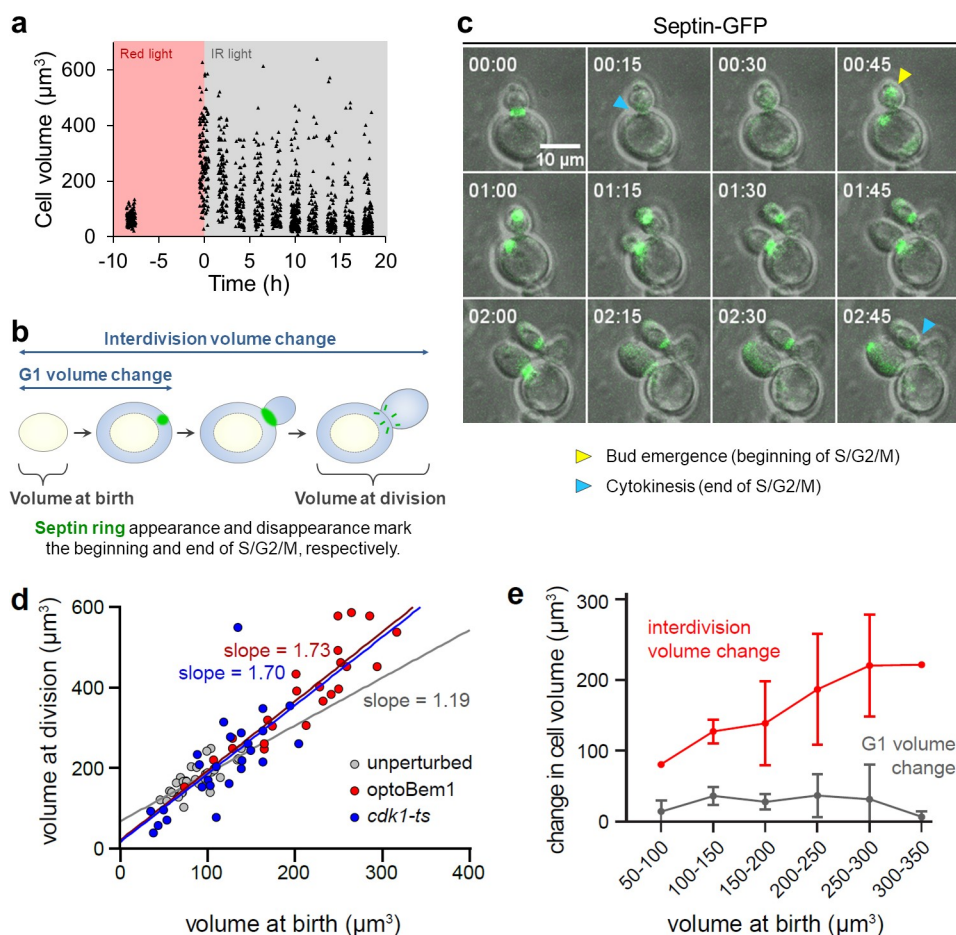 a
Red light
IR light
Cell volume (µm³)
600
400
200
0
-10
-5
0
5
10
15
20
Time (h)
b
Interdivision volume change
G1 volume change
Volume at birth
Volume at division
Septin ring appearance and disappearance mark
the beginning and end of S/G2/M, respectively.
c
Septin-GFP
00:00
00:15
00:30
00:45
10 µm
01:00
01:15
01:30
01:45
02:00
02:15
02:30
02:45
Bud emergence (beginning of S/G2/M)
Cytokinesis (end of S/G2/M)
d
volume at division (µm³)
600
400
200
0
slope = 1.73
slope = 1.70
slope = 1.19
unperturbed
optoBem1
cdk1-ts
0
100
200
300
400
volume at birth (µm³)
e
change in cell volume (µm³)
300
200
100
0
interdivision
volume change
G1 volume
change
50-100
100-150
150-200
200-250
250-300
300-350
volume at birth (µm³)